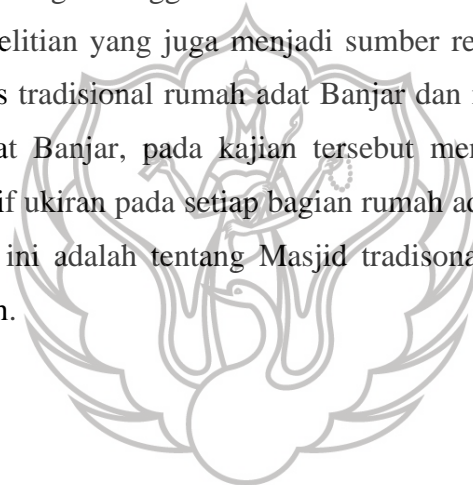 elitian yang juga menjadi sumber re
s tradisional rumah adat Banjar dan
at Banjar, pada kajian tersebut mer
if ukiran pada setiap bagian rumah ad
ini adalah tentang Masjid tradisona
n.